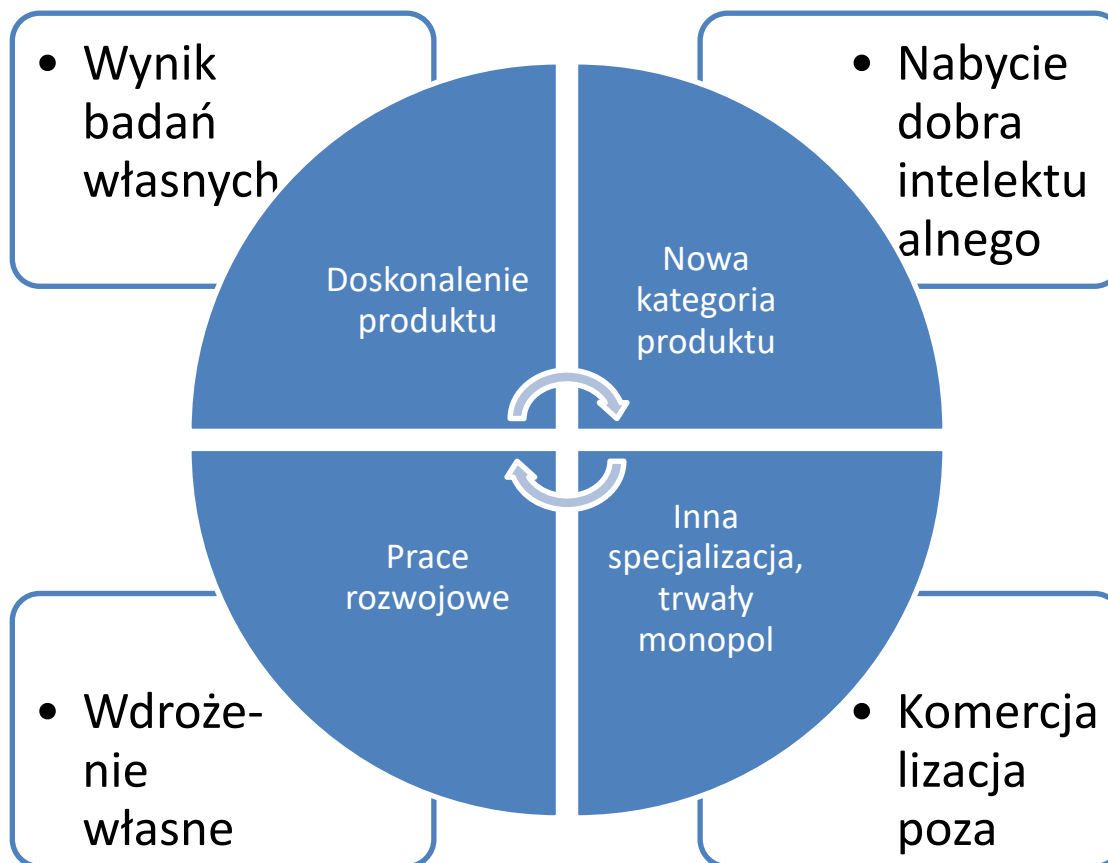 • Wynik
badań
własnych
• Nabycie
dobra
intelektu
alnego
Doskonalenie
produktu
Nowa
kategoria
produktu
Prace
rozwojowe
Inna
specjalizacja,
trwały
monopol
• Wdroże-
nie
własne
• Komercja
lizacja
poza